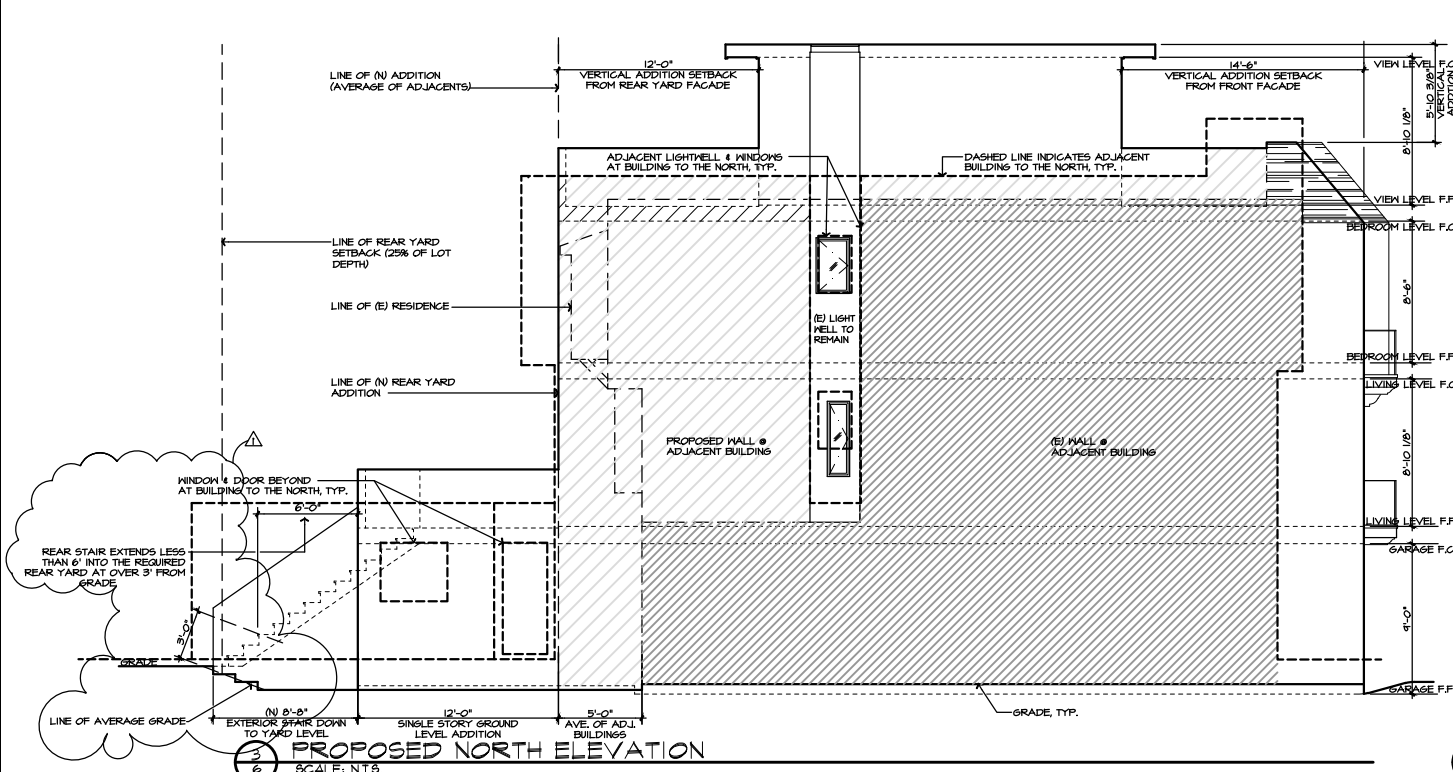 LINE OF (N) ADDITION
(AVERAGE OF ADJACENTS)
12'-0"
VERTICAL ADDITION SETBACK
FROM REAR YARD FACADE
14'-6"
VERTICAL ADDITION SETBACK
FROM FRONT FACADE
VIEW LEVEL F.C
5'-10 3/8"
VERTICAL
ADDITION
8'-10 1/8"
ADJACENT LIGHTWELL & WINDOWS
AT BUILDING TO THE NORTH, TYP.
DASHED LINE INDICATES ADJACENT
BUILDING TO THE NORTH, TYP.
VIEW LEVEL F.F
BEDROOM LEVEL F.C
LINE OF REAR YARD
SETBACK (25% OF LOT
DEPTH)
8'-6"
LINE OF (E) RESIDENCE
(E) LIGHT
WELL TO
REMAIN
BEDROOM LEVEL F.F
LINE OF (N) REAR YARD
ADDITION
LIVING LEVEL F.C
1
PROPOSED WALL @
ADJACENT BUILDING
(E) WALL @
ADJACENT BUILDING
8'-10 1/8"
WINDOW & DOOR BEYOND
AT BUILDING TO THE NORTH, TYP.
6'-0"
LIVING LEVEL F.F
GARAGE F.C
REAR STAIR EXTENDS LESS
THAN 6' INTO THE REQUIRED
REAR YARD AT OVER 3' FROM
GRADE
3'-0"
9'-0"
GRADE
GARAGE F.F
LINE OF AVERAGE GRADE
(N) 8'-8"
EXTERIOR STAIR DOWN
TO YARD LEVEL
12'-0"
SINGLE STORY GROUND
LEVEL ADDITION
5'-0"
AVE. OF ADJ.
BUILDINGS
GRADE, TYP.
3
6
PROPOSED NORTH ELEVATION
SCALE: N.T.S